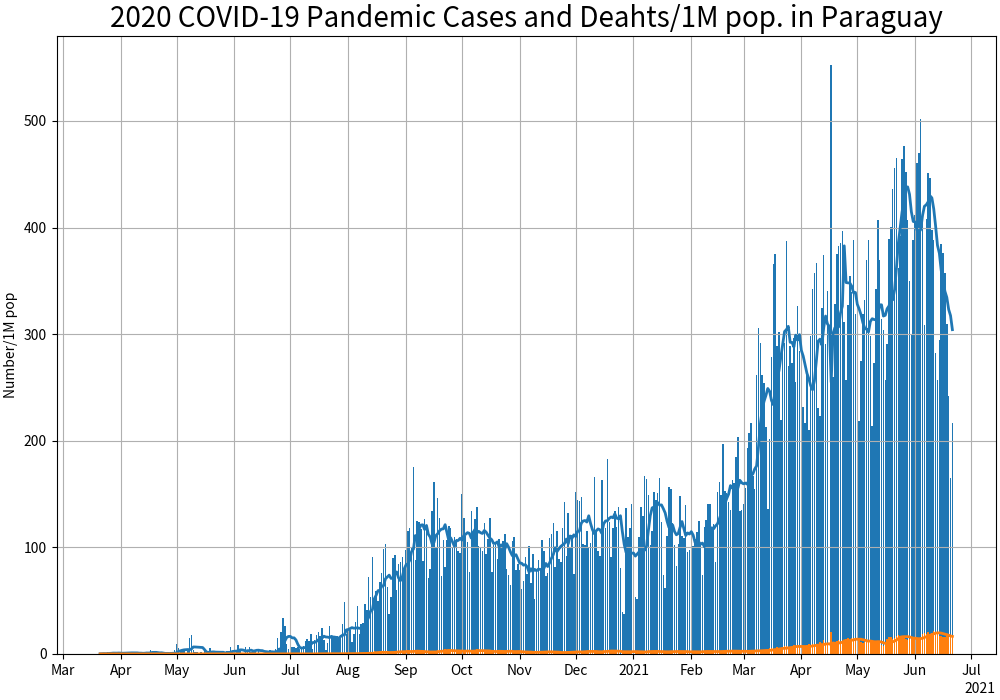 2020 COVID-19 Pandemic Cases and Deahts/1M pop. in Paraguay
Number/1M pop
500
400
300
200
100
0
Mar Apr May Jun Jul Aug Sep Oct Nov Dec 2021 Feb Mar Apr May Jun Jul
2021